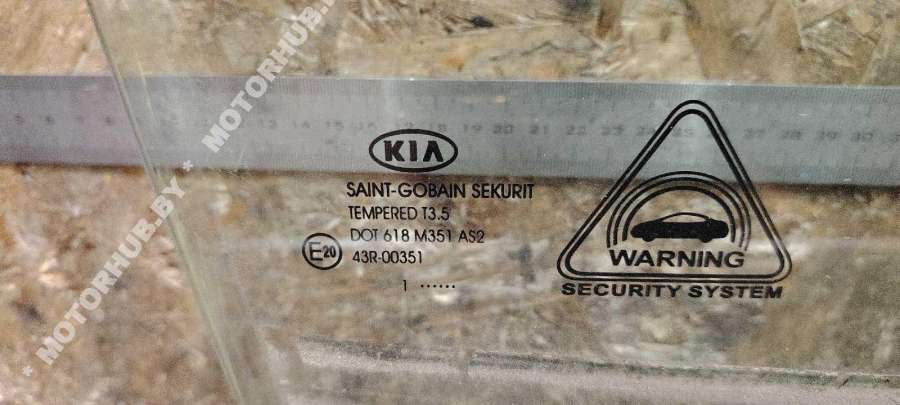 * MOTORHUB.BY * MOTORHUB.BY
KIA
SAINT-GOBAIN SEKURIT
TEMPERED T3.5
DOT 618 M351 AS2
E20
43R-00351
1 ......
WARNING
SECURITY SYSTEM